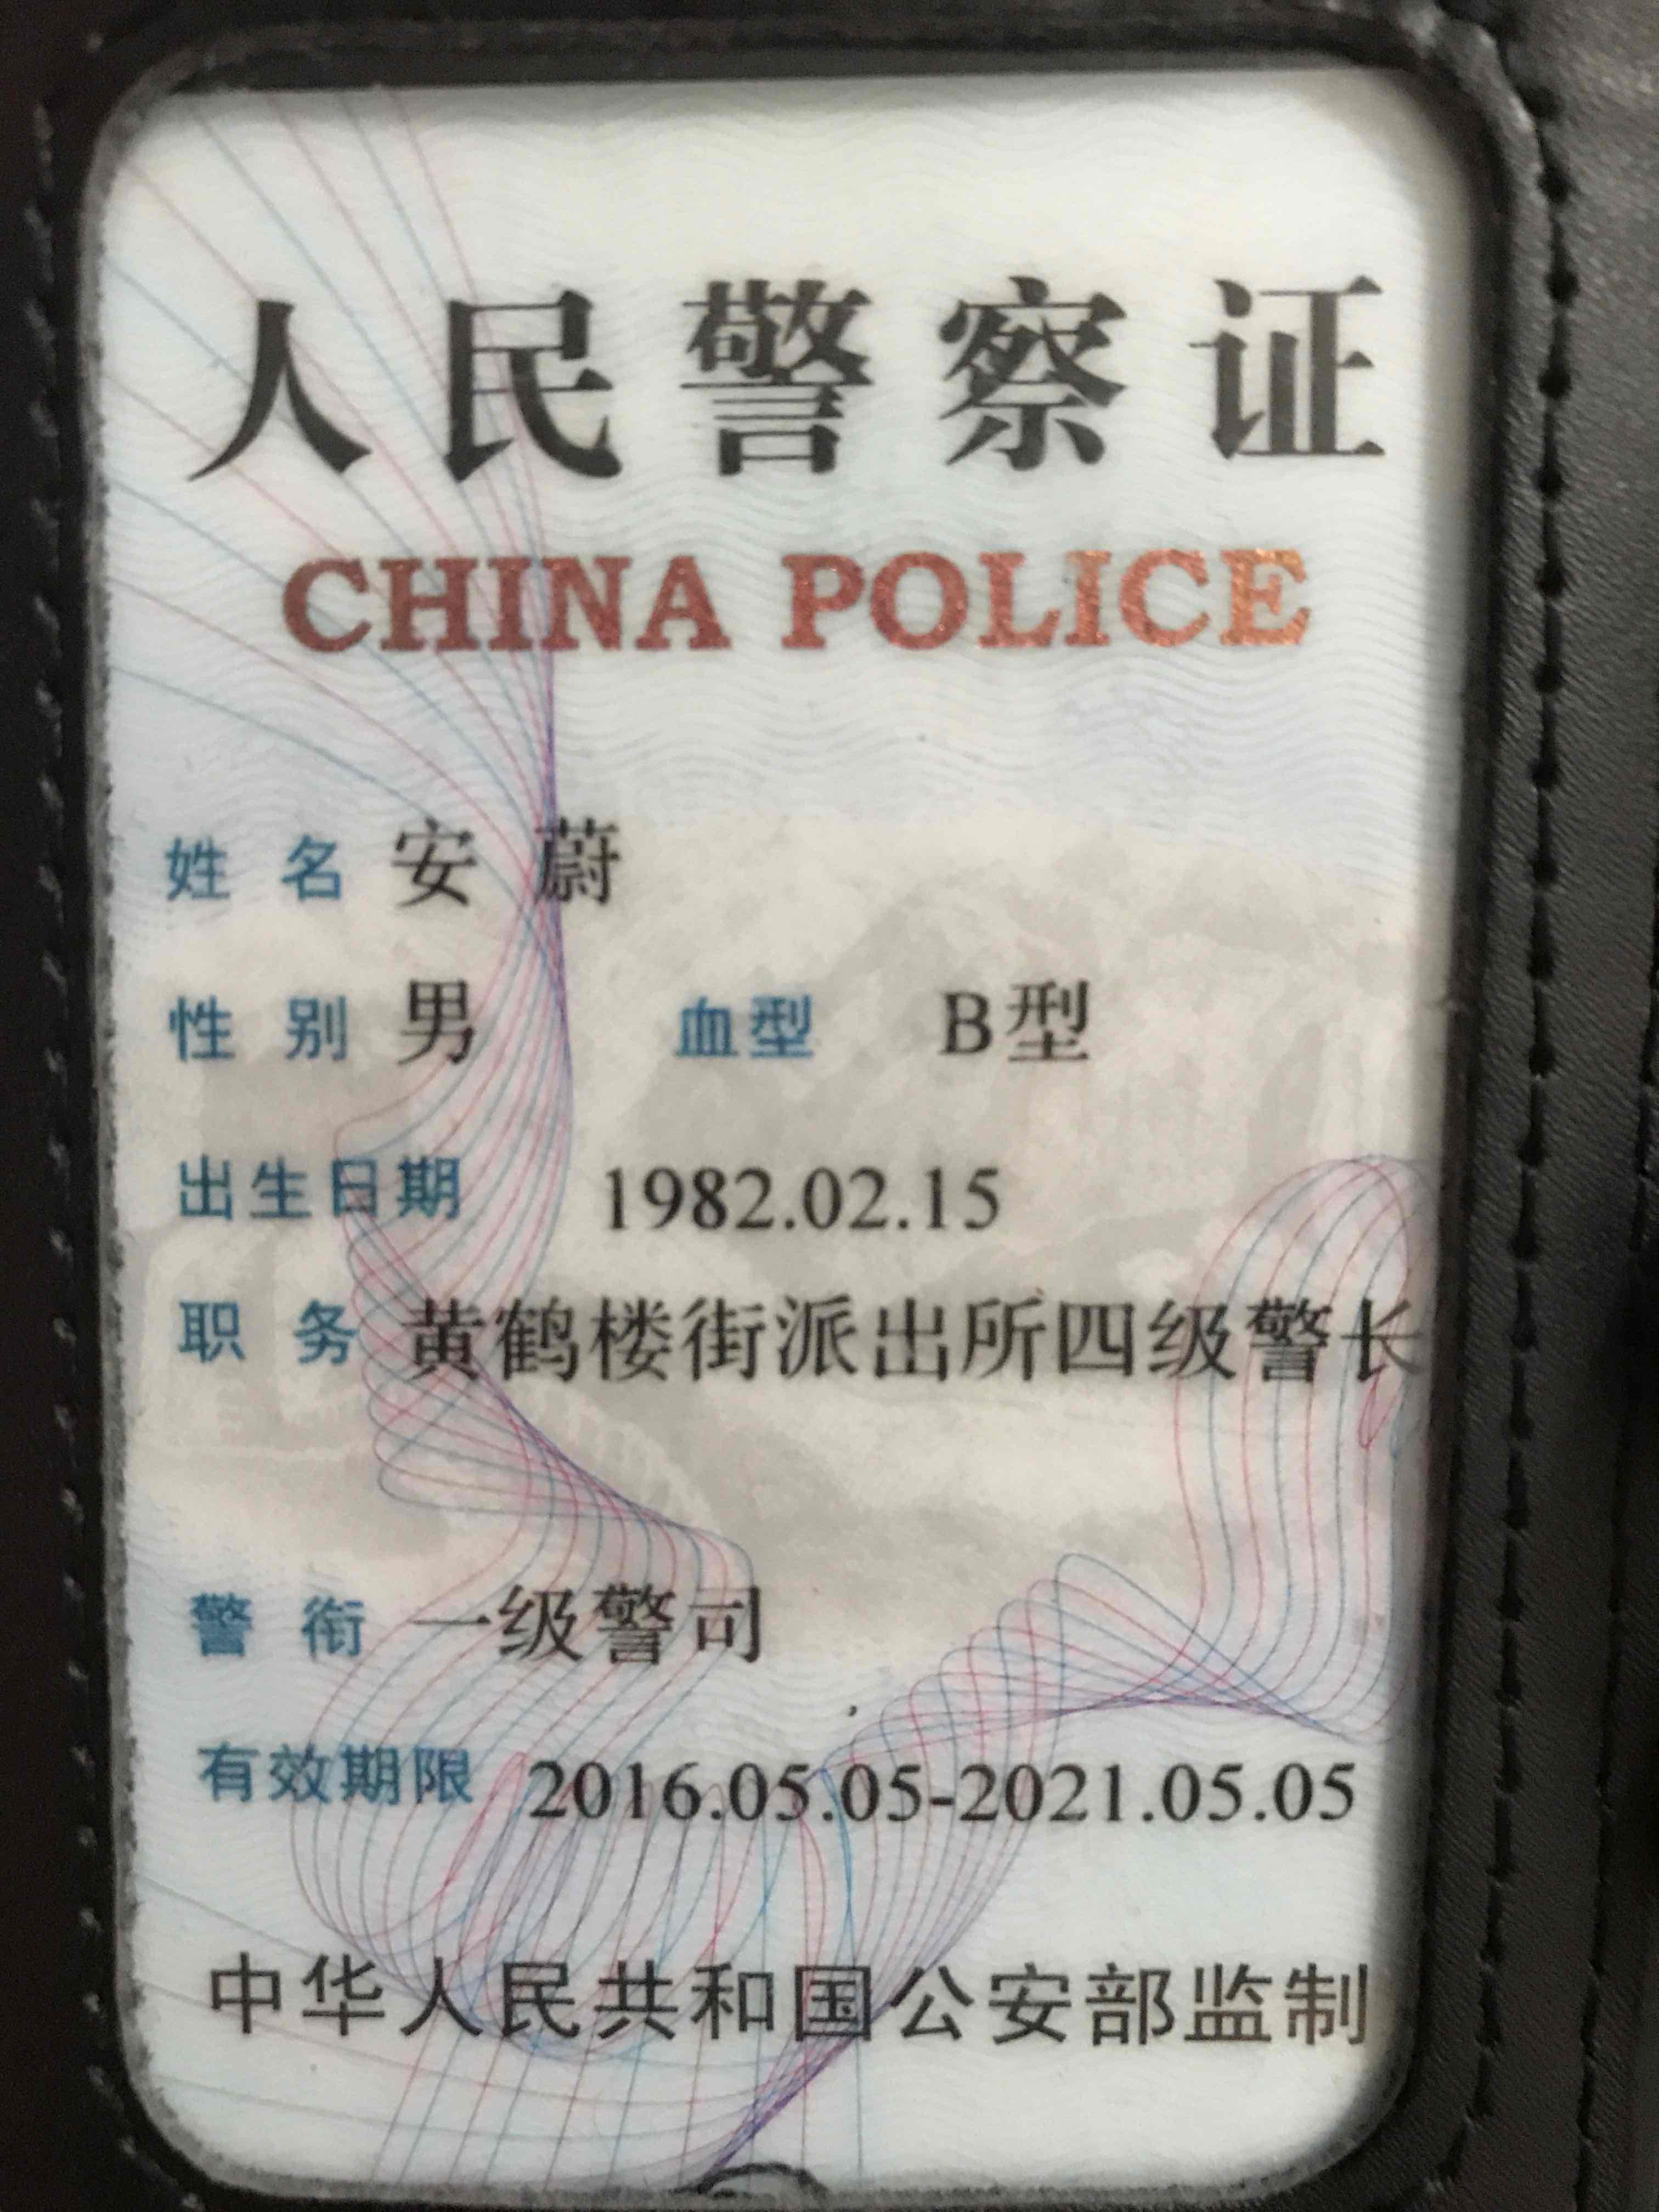 人民警察证
CHINA POLICE
姓 名 安 蔚
性 别 男 血型 B型
出生日期 1982.02.15
职 务 黄鹤楼街派出所四级警长
警 衔 一级警司
有效期限 2016.05.05-2021.05.05
中华人民共和国公安部监制